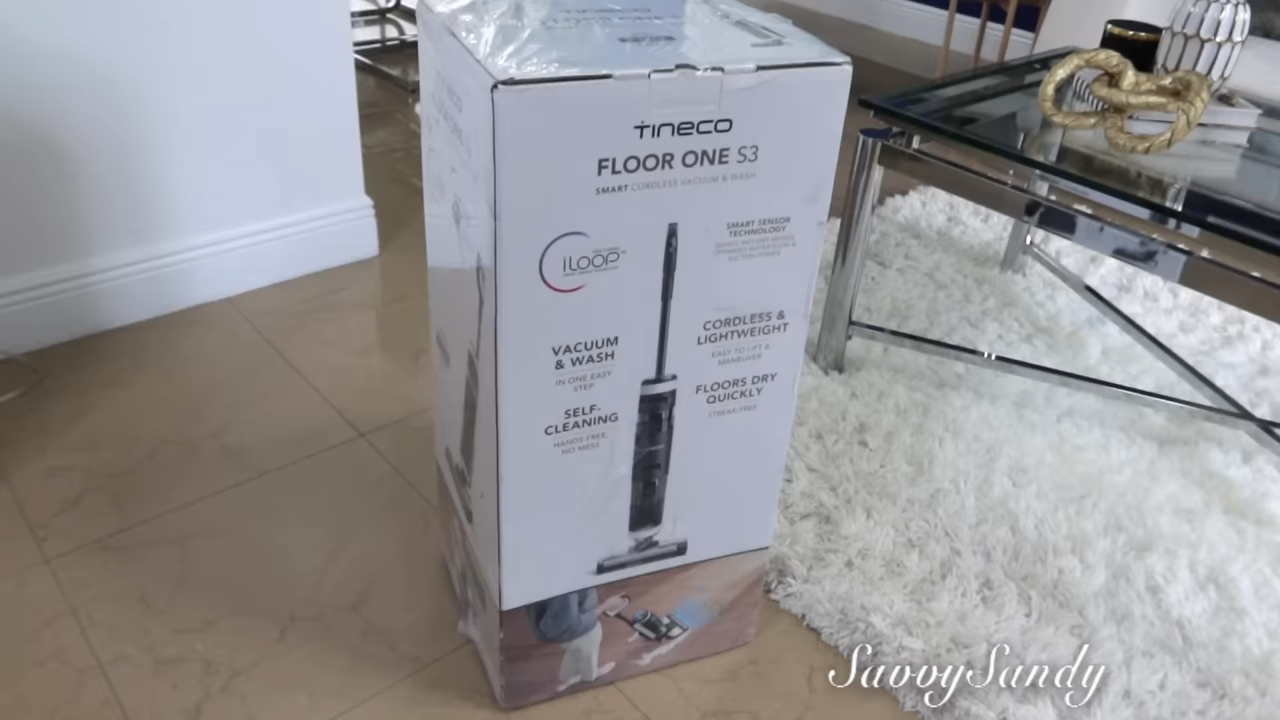 TINECO
FLOOR ONE S3
SMART CORDLESS VACUUM & WASH
ILOOP™
SMART SENSOR
TECHNOLOGY
VACUUM
& WASH
IN ONE EASY
STEP
CORDLESS &
LIGHTWEIGHT
EASY TO LIFT &
MANEUVER
SELF-
CLEANING
HANDS-FREE,
NO MESS
FLOORS DRY
QUICKLY
STREAK-FREE
SavvySandy